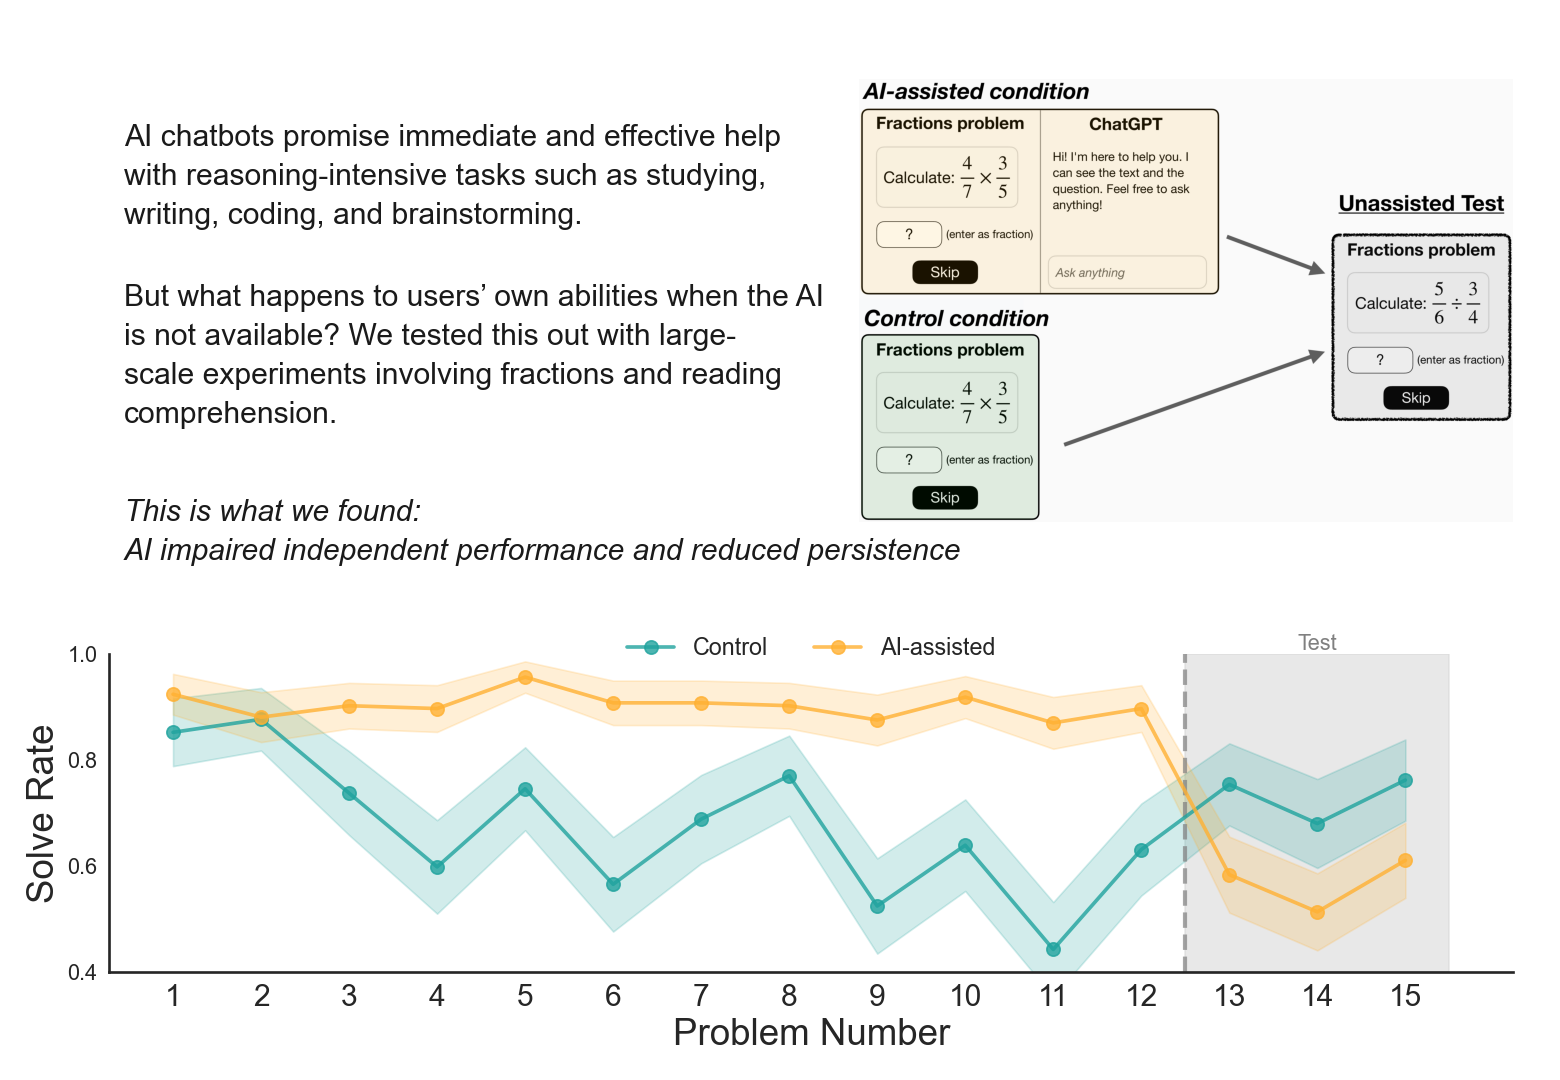 AI chatbots promise immediate and effective help
with reasoning-intensive tasks such as studying,
writing, coding, and brainstorming.
But what happens to users’ own abilities when the AI
is not available? We tested this out with large-
scale experiments involving fractions and reading
comprehension.
This is what we found:
AI impaired independent performance and reduced persistence
AI-assisted condition
Fractions problem
Calculate: 4/7 × 3/5
?
(enter as fraction)
Skip
ChatGPT
Hi! I'm here to help you. I
can see the text and the
question. Feel free to ask
anything!
Ask anything
Control condition
Fractions problem
Calculate: 4/7 × 3/5
?
(enter as fraction)
Skip
Unassisted Test
Fractions problem
Calculate: 5/6 ÷ 3/4
?
(enter as fraction)
Skip
Control
AI-assisted
Test
Solve Rate
1.0
0.8
0.6
0.4
1 2 3 4 5 6 7 8 9 10 11 12 13 14 15
Problem Number